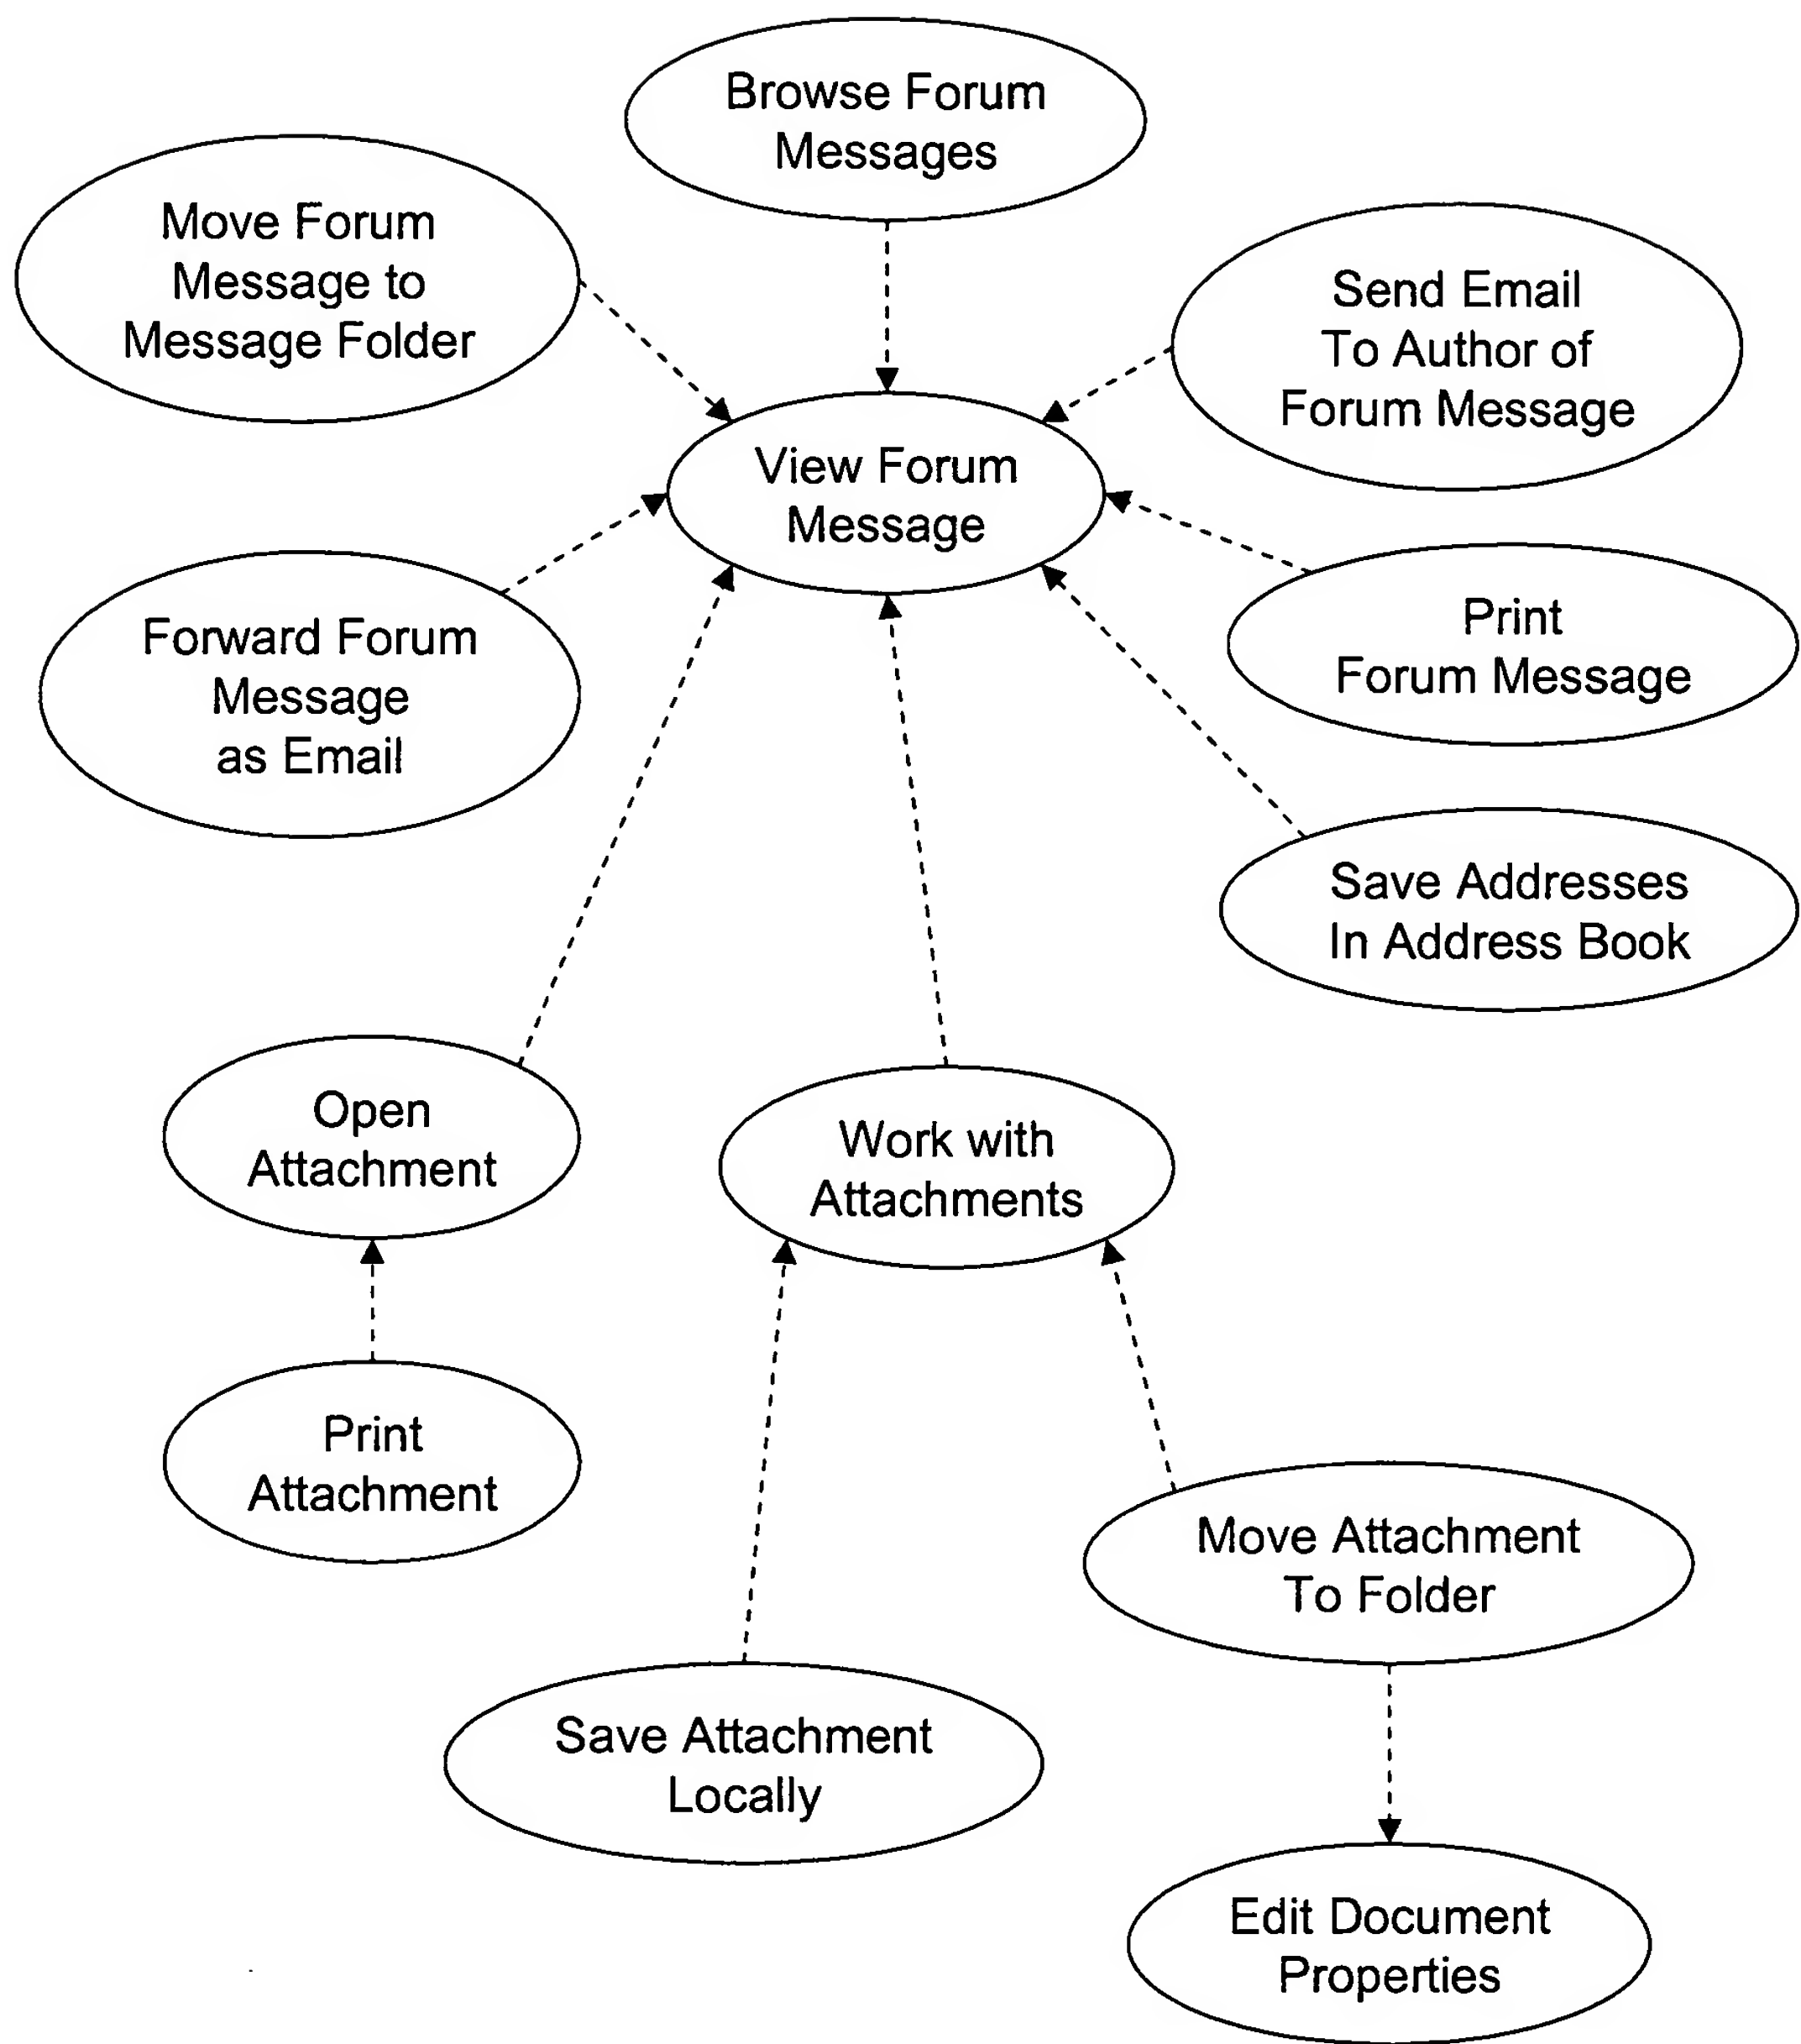 Browse Forum
Messages
Move Forum
Message to
Message Folder
Send Email
To Author of
Forum Message
View Forum
Message
Forward Forum
Message
as Email
Print
Forum Message
Save Addresses
In Address Book
Open
Attachment
Work with
Attachments
Print
Attachment
Move Attachment
To Folder
Save Attachment
Locally
Edit Document
Properties